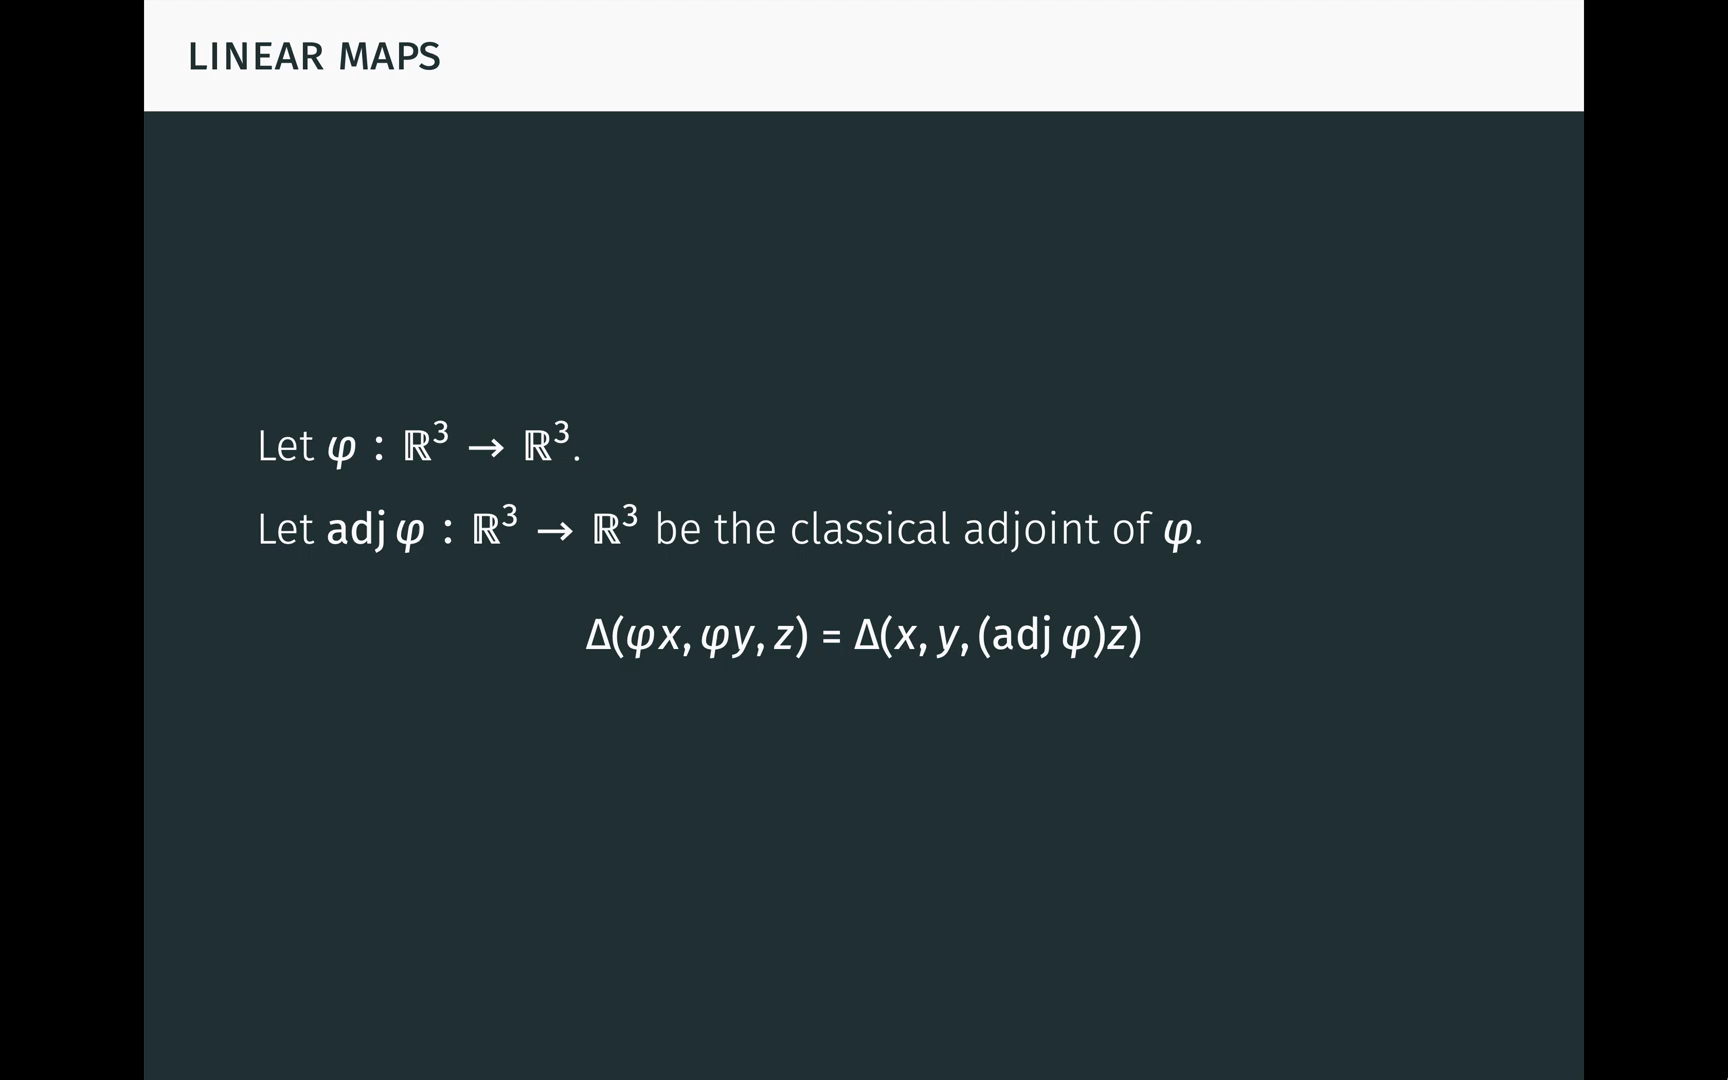 LINEAR MAPS
Let φ : ℝ³ → ℝ³.
Let adj φ : ℝ³ → ℝ³ be the classical adjoint of φ.
Δ(φx, φy, z) = Δ(x, y, (adj φ)z)